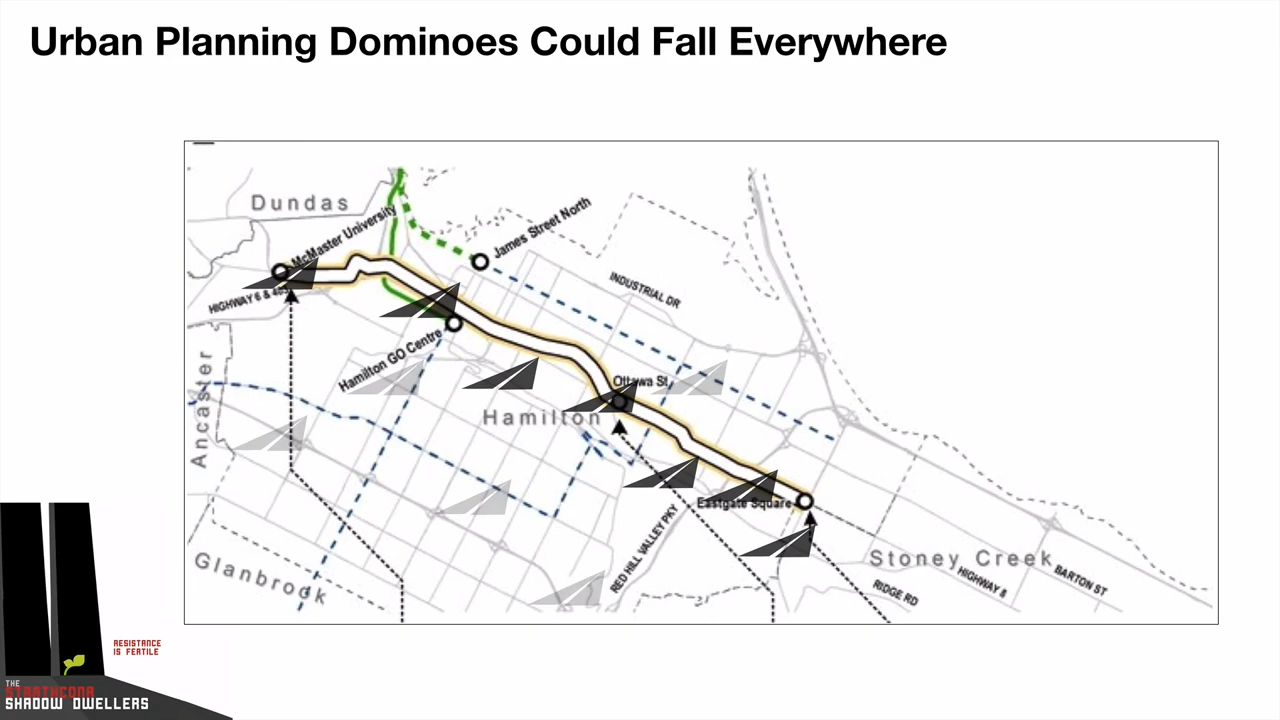 Urban Planning Dominoes Could Fall Everywhere
Dundas
McMaster University
James Street North
HIGHWAY 6 & 403
INDUSTRIAL DR
Hamilton GO Centre
Ottawa St
Ancaster
Hamilton
Eastgate Square
RED HILL VALLEY PKY
Stoney Creek
Glanbrook
HIGHWAY 8
BARTON ST
RIDGE RD
RESISTANCE
IS FERTILE
THE
STRATHCONA
SHADOW DWELLERS